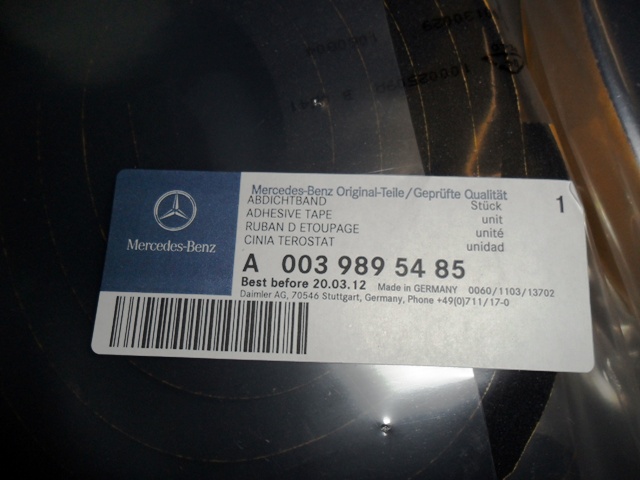 Mercedes-Benz Original-Teile/Geprüfte Qualität
ABDICHTBAND Stück 1
ADHESIVE TAPE unit
RUBAN D ETOUPAGE unité
CINIA TEROSTAT unidad
Mercedes-Benz
A 003 989 54 85
Best before 20.03.12 Made in GERMANY 0060/1103/13702
Daimler AG, 70546 Stuttgart, Germany, Phone +49(0)711/17-0